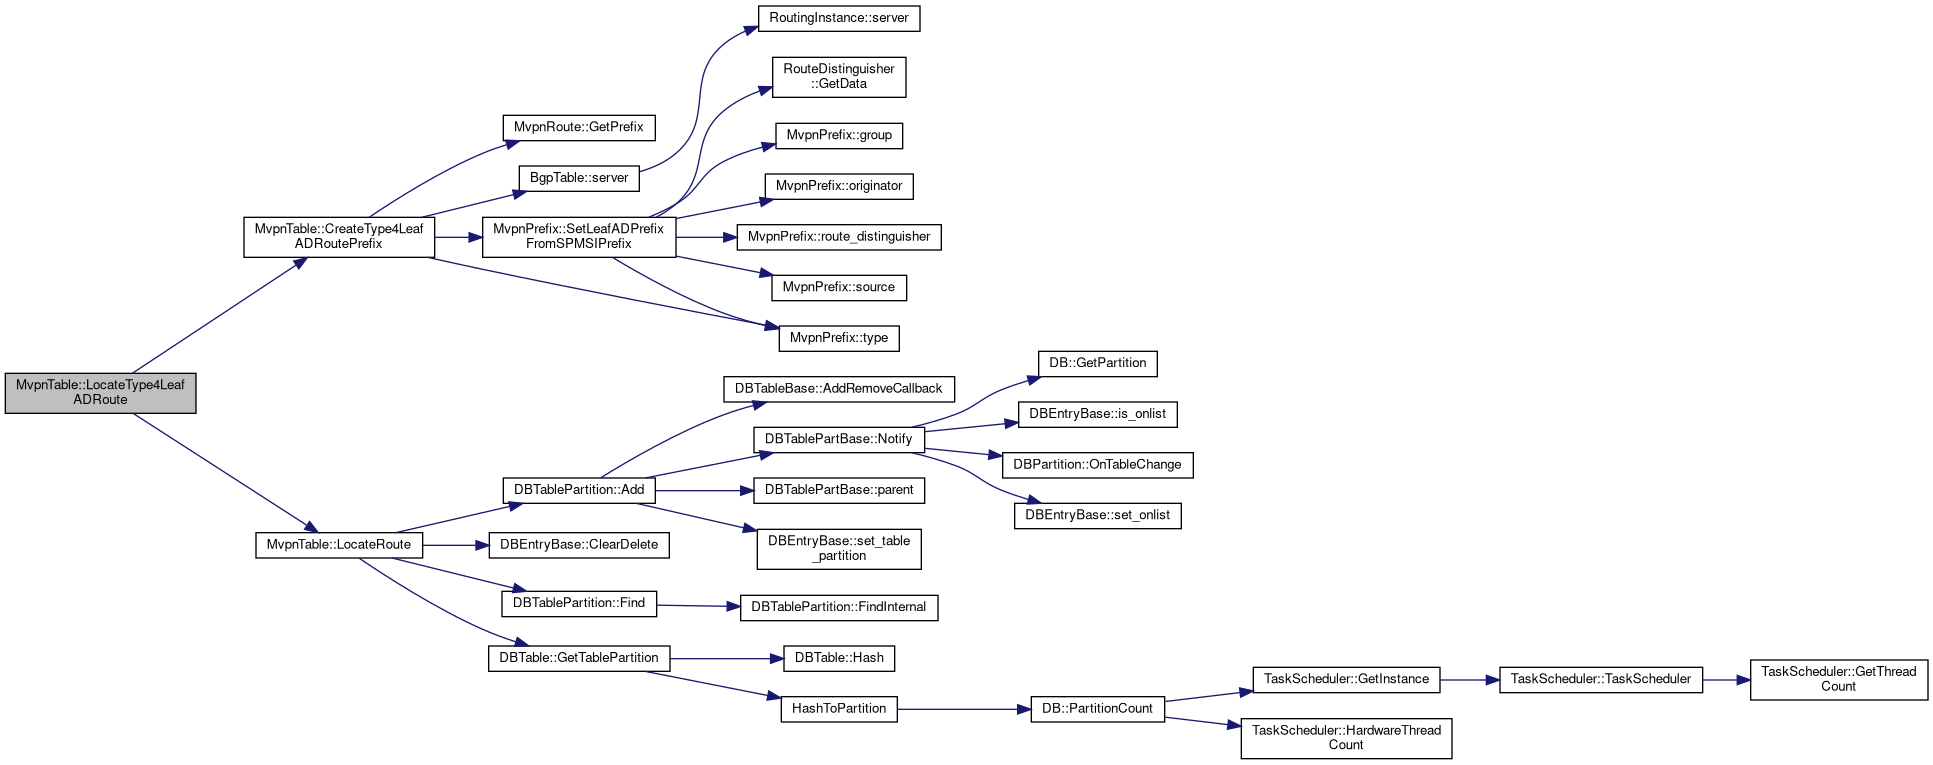 RoutingInstance::server
RouteDistinguisher
::GetData
MvpnRoute::GetPrefix
MvpnPrefix::group
BgpTable::server
MvpnPrefix::originator
MvpnTable::CreateType4Leaf
ADRoutePrefix
MvpnPrefix::SetLeafADPrefix
FromSPMSIPrefix
MvpnPrefix::route_distinguisher
MvpnPrefix::source
MvpnPrefix::type
MvpnTable::LocateType4Leaf
ADRoute
DB::GetPartition
DBTableBase::AddRemoveCallback
DBEntryBase::is_onlist
DBTablePartBase::Notify
DBPartition::OnTableChange
DBTablePartition::Add
DBTablePartBase::parent
DBEntryBase::set_onlist
MvpnTable::LocateRoute
DBEntryBase::ClearDelete
DBEntryBase::set_table
_partition
DBTablePartition::Find
DBTablePartition::FindInternal
DBTable::GetTablePartition
DBTable::Hash
HashToPartition
DB::PartitionCount
TaskScheduler::GetInstance
TaskScheduler::TaskScheduler
TaskScheduler::GetThread
Count
TaskScheduler::HardwareThread
Count